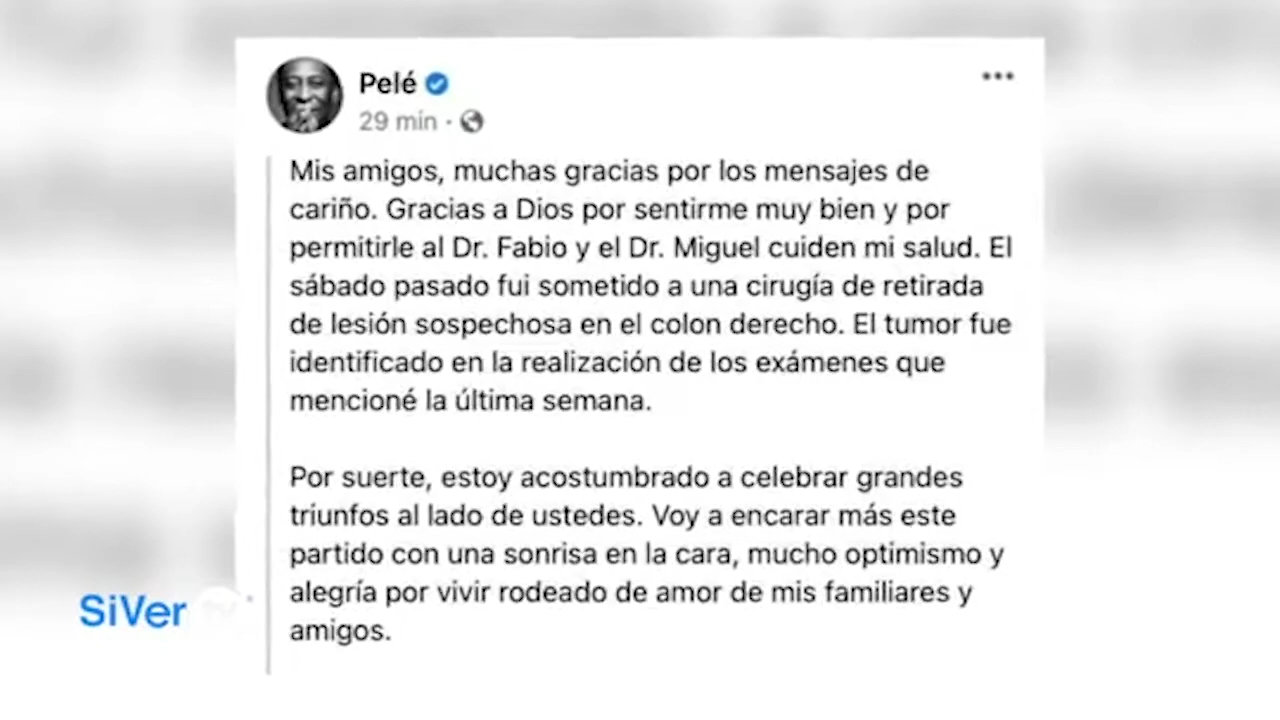 Pelé
29 min ·
Mis amigos, muchas gracias por los mensajes de
cariño. Gracias a Dios por sentirme muy bien y por
permitirle al Dr. Fabio y el Dr. Miguel cuiden mi salud. El
sábado pasado fui sometido a una cirugía de retirada
de lesión sospechosa en el colon derecho. El tumor fue
identificado en la realización de los exámenes que
mencioné la última semana.
Por suerte, estoy acostumbrado a celebrar grandes
triunfos al lado de ustedes. Voy a encarar más este
partido con una sonrisa en la cara, mucho optimismo y
alegría por vivir rodeado de amor de mis familiares y
amigos.
SiVer tv